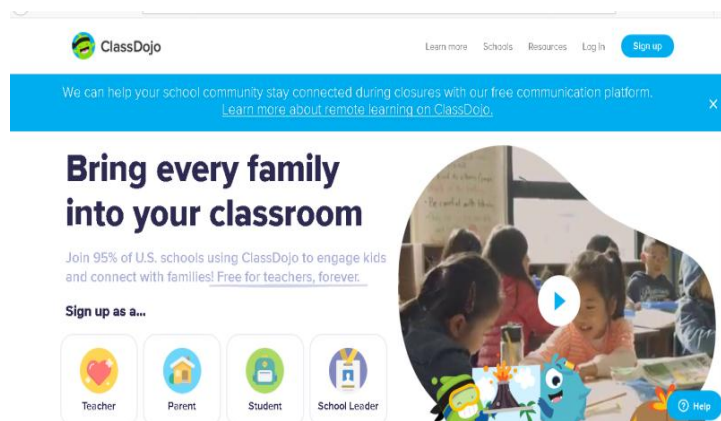 ClassDojo
Learn more Schools Resources Log In Sign up
We can help your school community stay connected during closures with our free communication platform.
Learn more about remote learning on ClassDojo.
X
Bring every family
into your classroom
Join 95% of U.S. schools using ClassDojo to engage kids
and connect with families! Free for teachers, forever.
Sign up as a...
Teacher Parent Student School Leader
Help